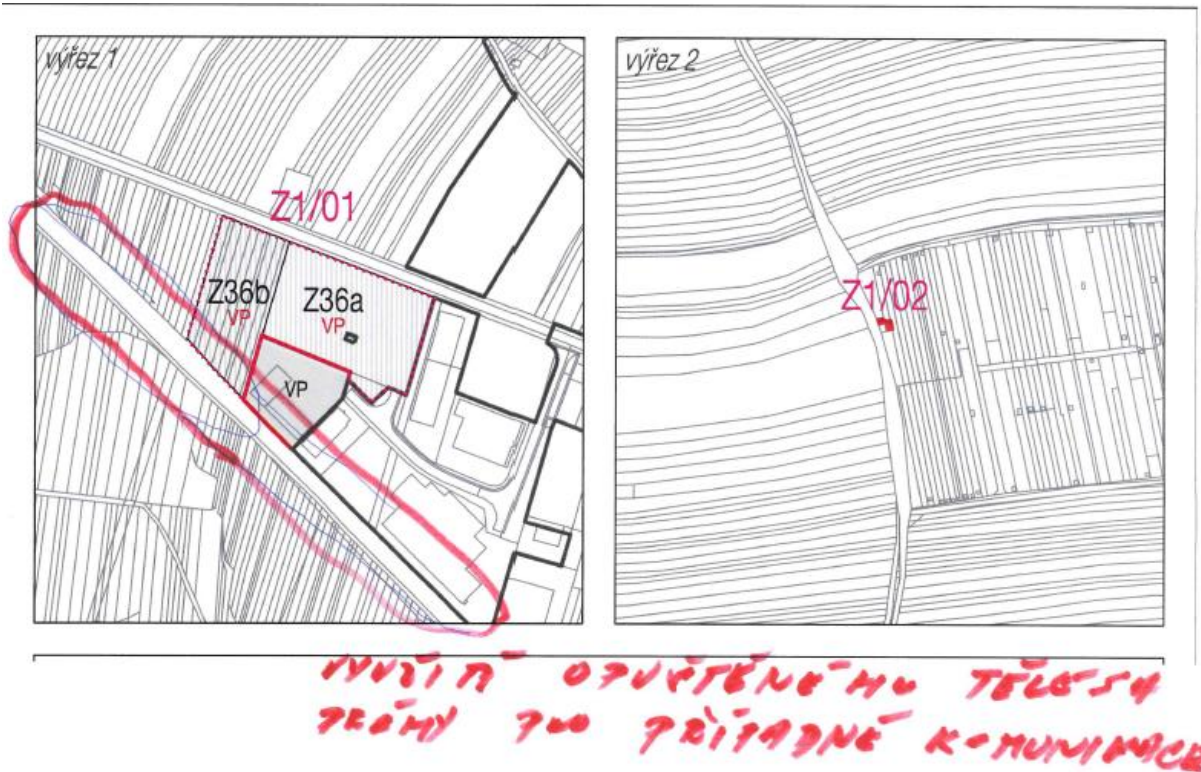 výřez 1
Z1/01
Z36b
VP
Z36a
VP
VP
výřez 2
Z1/02
VYUŽITÍ OPUŠTĚNÉHO TĚLESA
DRÁHY PRO PŘÍPADNÉ KOMUNIKACE